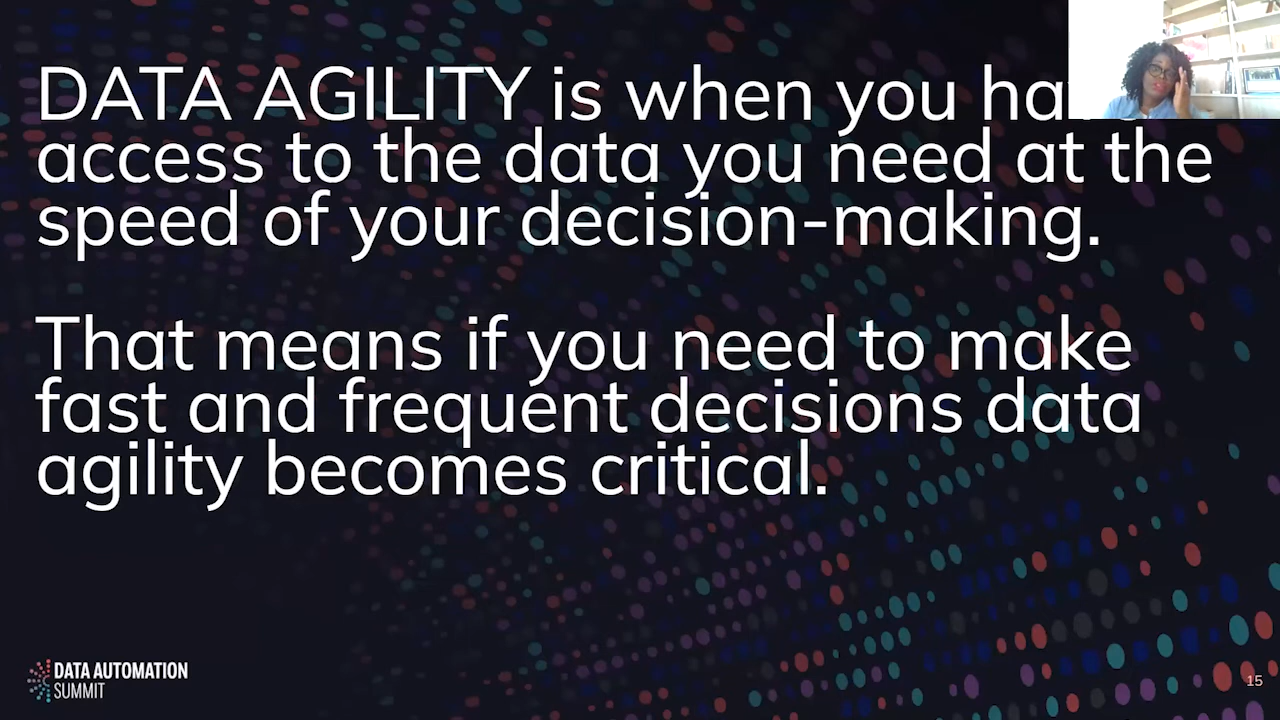 DATA AGILITY is when you ha
access to the data you need at the
speed of your decision-making.
That means if you need to make
fast and frequent decisions data
agility becomes critical.
DATA AUTOMATION
SUMMIT
15